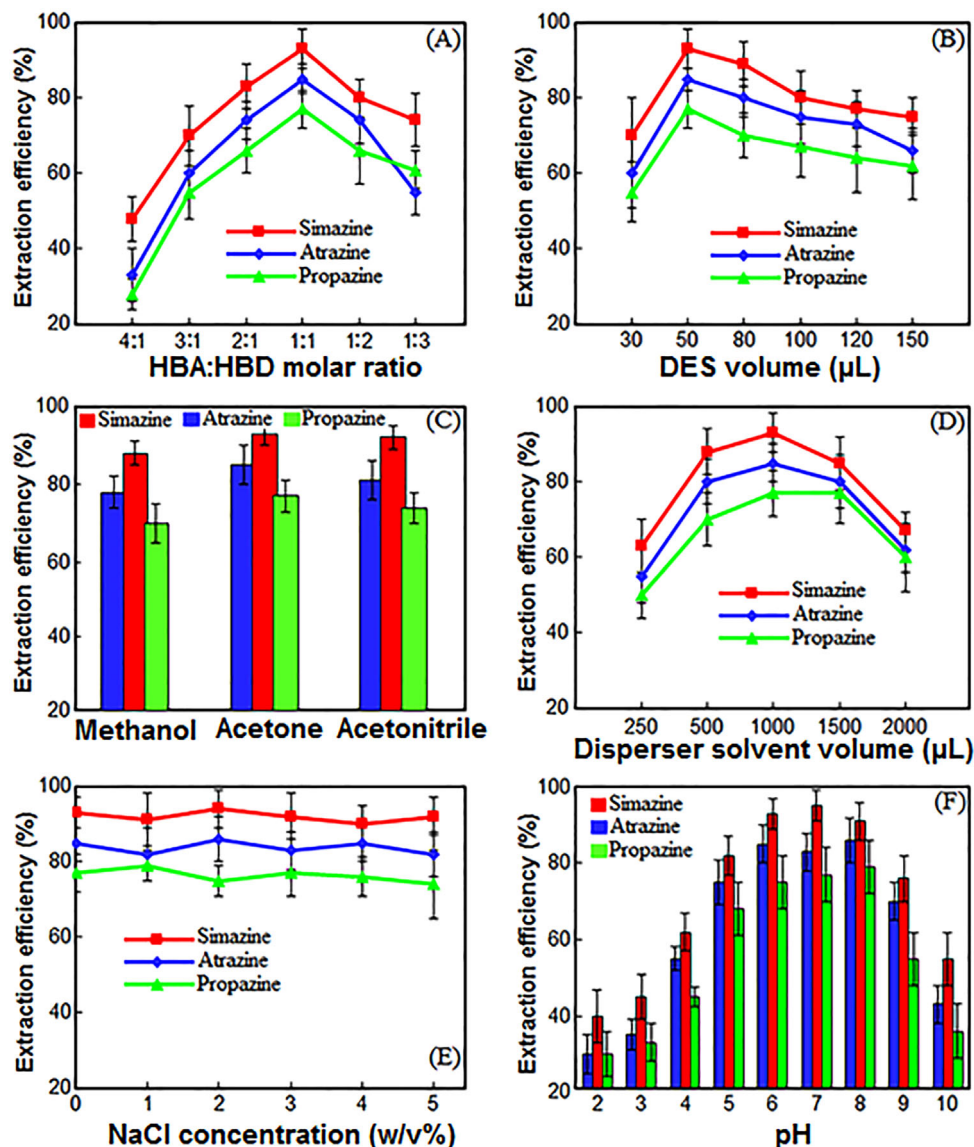 (A)
Extraction efficiency (%)
100
80
60
40
20
Simazine
Atrazine
Propazine
4:1 3:1 2:1 1:1 1:2 1:3
HBA:HBD molar ratio
(B)
Extraction efficiency (%)
100
80
60
40
20
Simazine
Atrazine
Propazine
30 50 80 100 120 150
DES volume (µL)
(C)
Extraction efficiency (%)
100
80
60
40
20
Simazine Atrazine Propazine
Methanol Acetone Acetonitrile
(D)
Extraction efficiency (%)
100
80
60
40
20
Simazine
Atrazine
Propazine
250 500 1000 1500 2000
Disperser solvent volume (µL)
(E)
Extraction efficiency (%)
100
80
60
40
20
Simazine
Atrazine
Propazine
0 1 2 3 4 5
NaCl concentration (w/v%)
(F)
Extraction efficiency (%)
100
80
60
40
20
Simazine
Atrazine
Propazine
2 3 4 5 6 7 8 9 10
pH